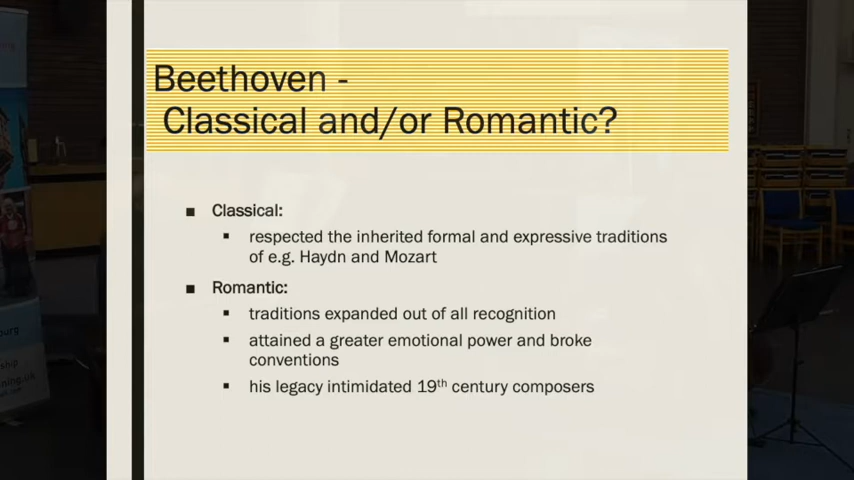 Beethoven -
Classical and/or Romantic?
■ Classical:
▪ respected the inherited formal and expressive traditions
of e.g. Haydn and Mozart
■ Romantic:
▪ traditions expanded out of all recognition
▪ attained a greater emotional power and broke
conventions
▪ his legacy intimidated 19th century composers